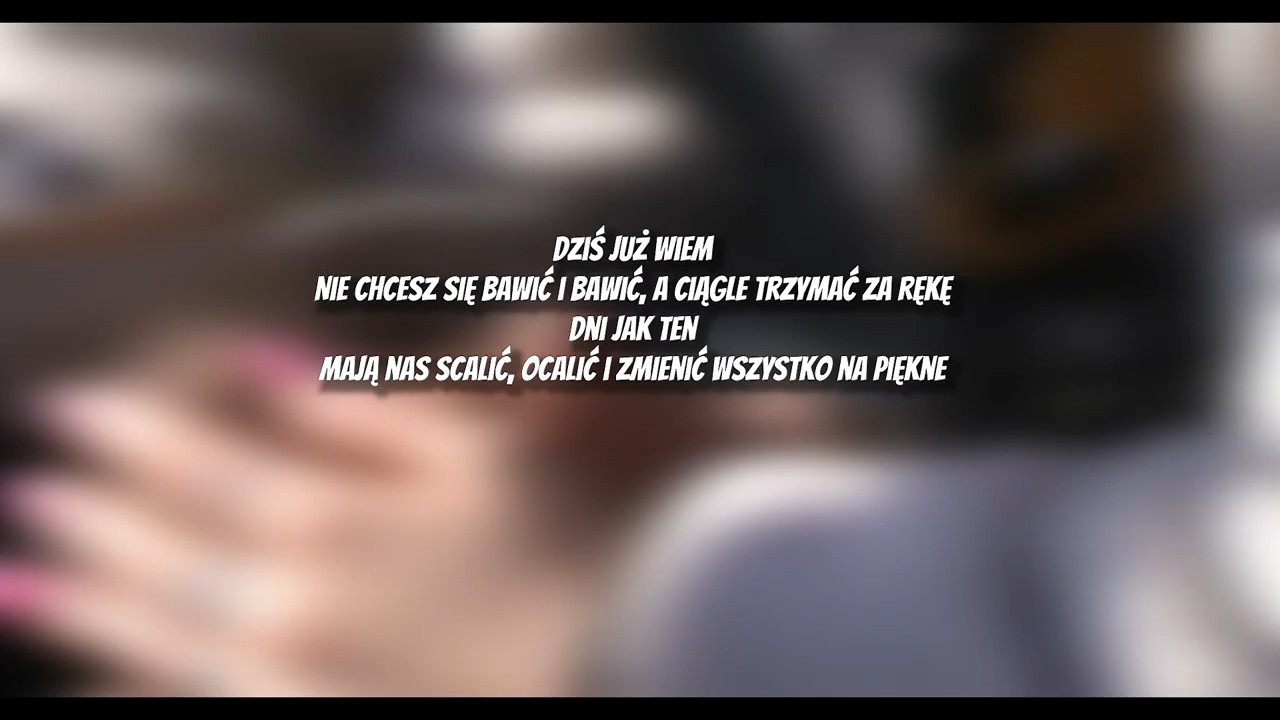 DZIŚ JUŻ WIEM
NIE CHCESZ SIĘ BAWIĆ I BAWIĆ, A CIĄGLE TRZYMAĆ ZA RĘKĘ
DNI JAK TEN
MAJĄ NAS SCALIĆ, OCALIĆ I ZMIENIĆ WSZYSTKO NA PIĘKNE